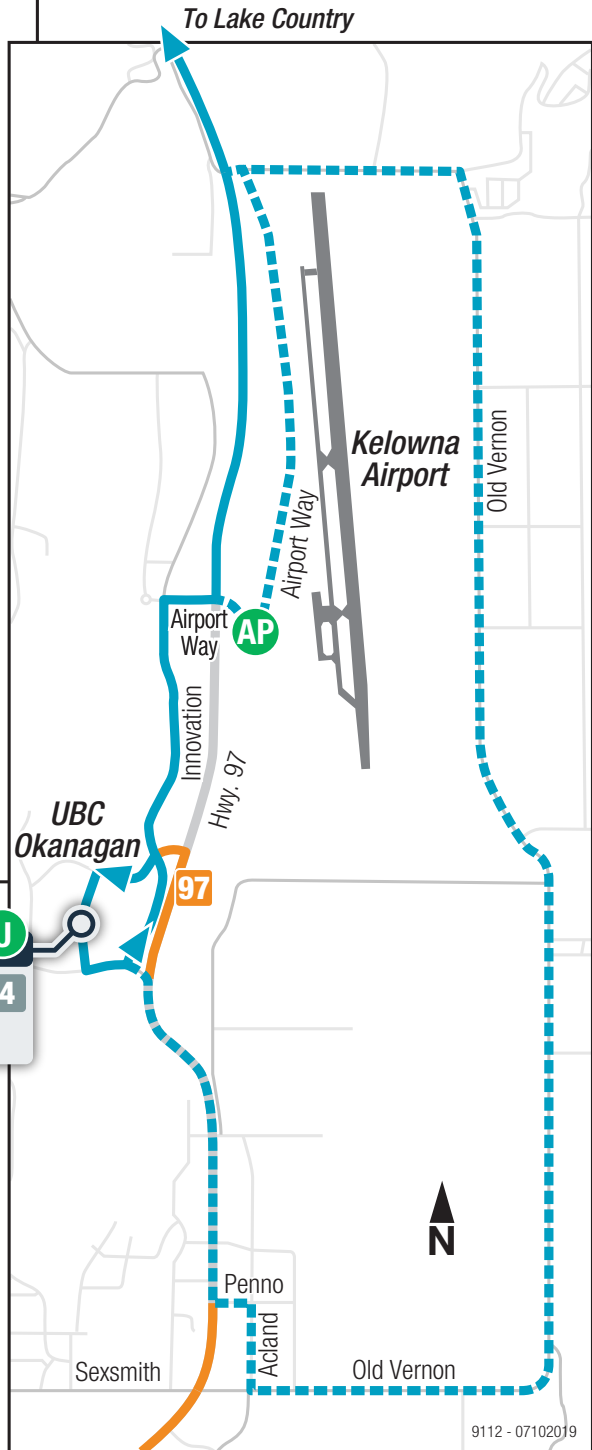 To Lake Country
Kelowna
Airport
Old Vernon
Airport Way
Airport
Way
AP
Innovation
Hwy. 97
UBC
Okanagan
97
U
4
N
Penno
Acland
Sexsmith
Old Vernon
9112 - 07102019